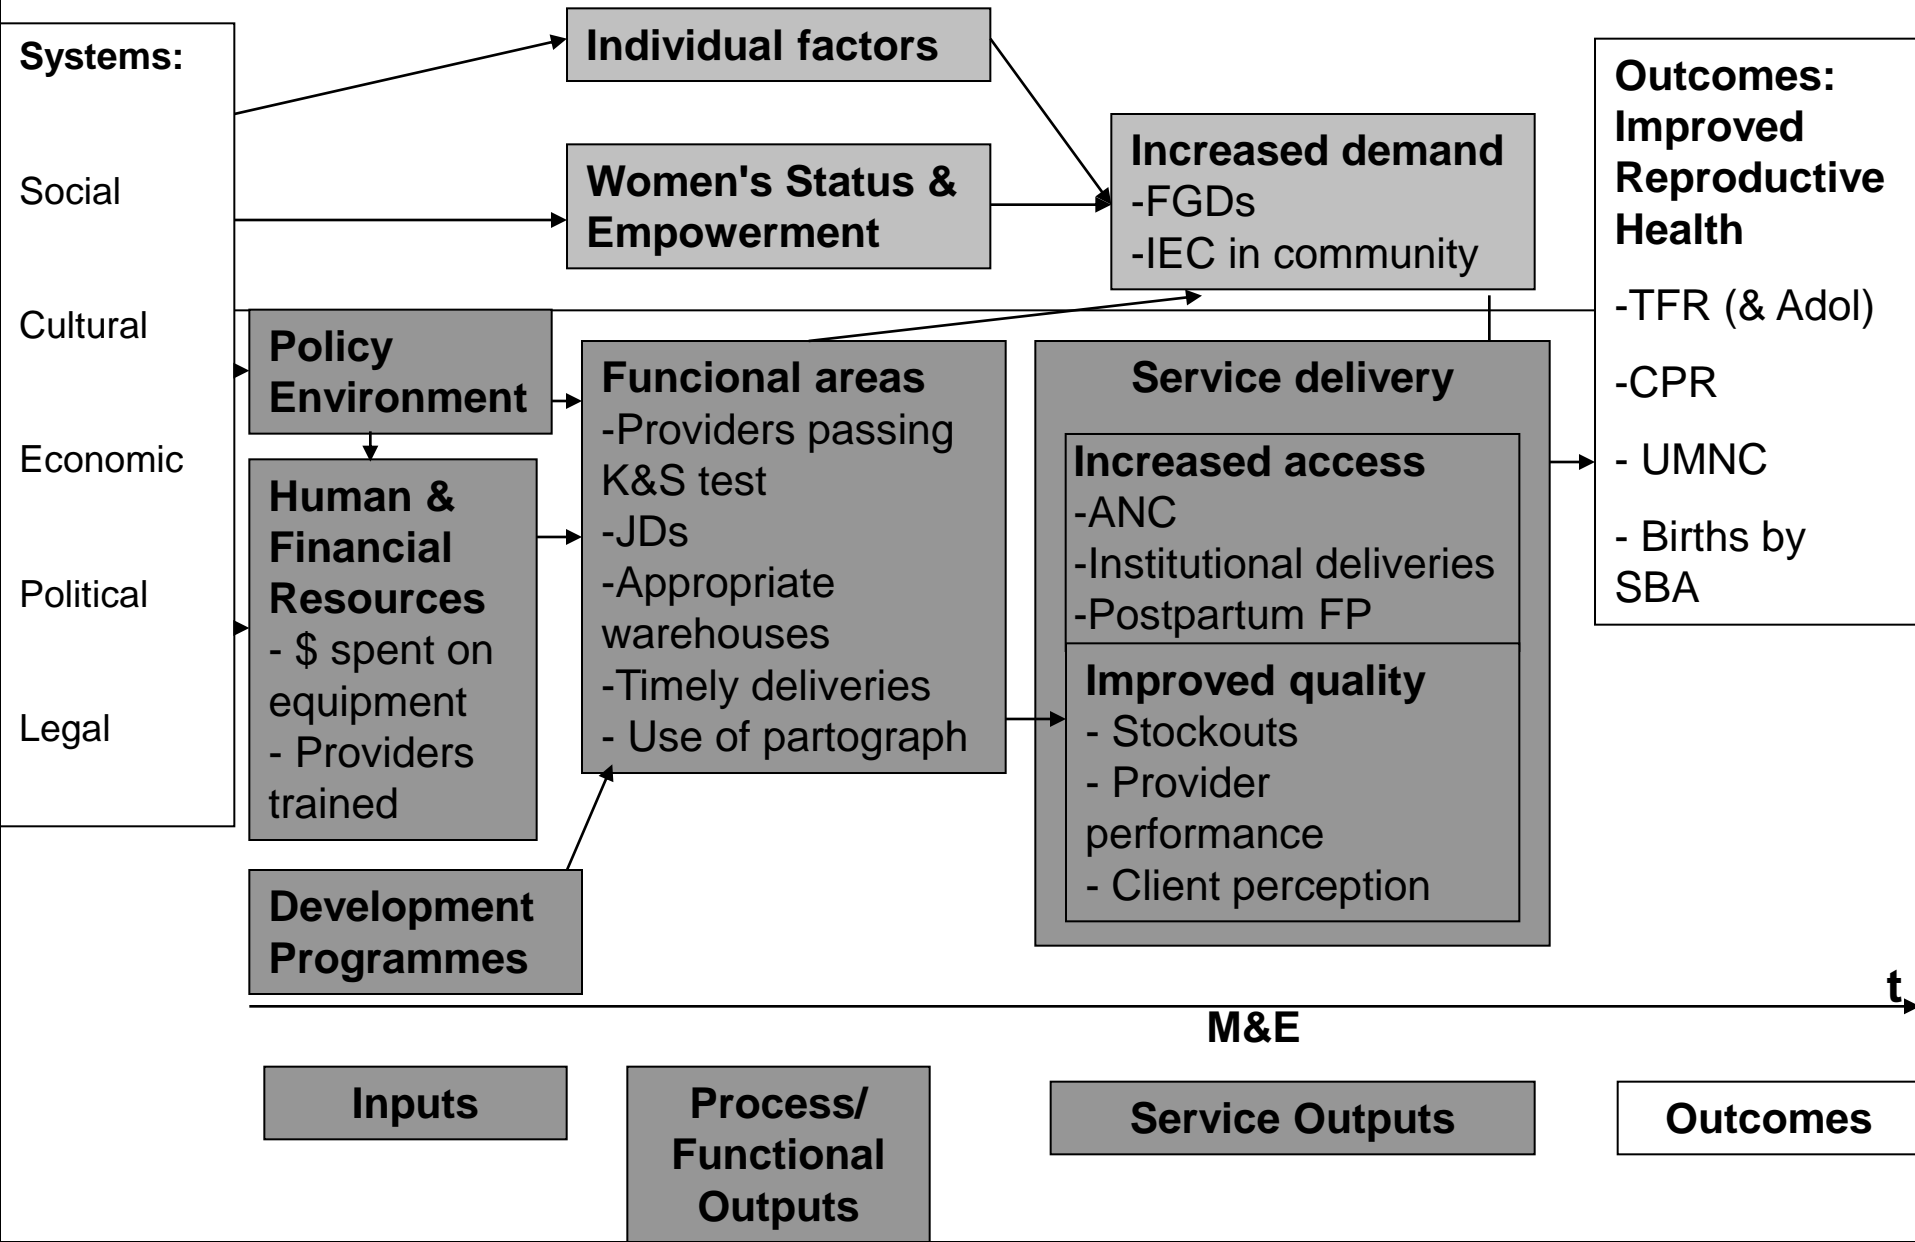 Systems:
Social
Cultural
Economic
Political
Legal
Individual factors
Women's Status &
Empowerment
Policy
Environment
Human &
Financial
Resources
- $ spent on
equipment
- Providers
trained
Development
Programmes
Funcional areas
-Providers passing
K&S test
-JDs
-Appropriate
warehouses
-Timely deliveries
- Use of partograph
Increased demand
-FGDs
-IEC in community
Service delivery
Increased access
-ANC
-Institutional deliveries
-Postpartum FP
Improved quality
- Stockouts
- Provider
performance
- Client perception
Outcomes:
Improved
Reproductive
Health
-TFR (& Adol)
-CPR
- UMNC
- Births by
SBA
t
M&E
Inputs
Process/
Functional
Outputs
Service Outputs
Outcomes